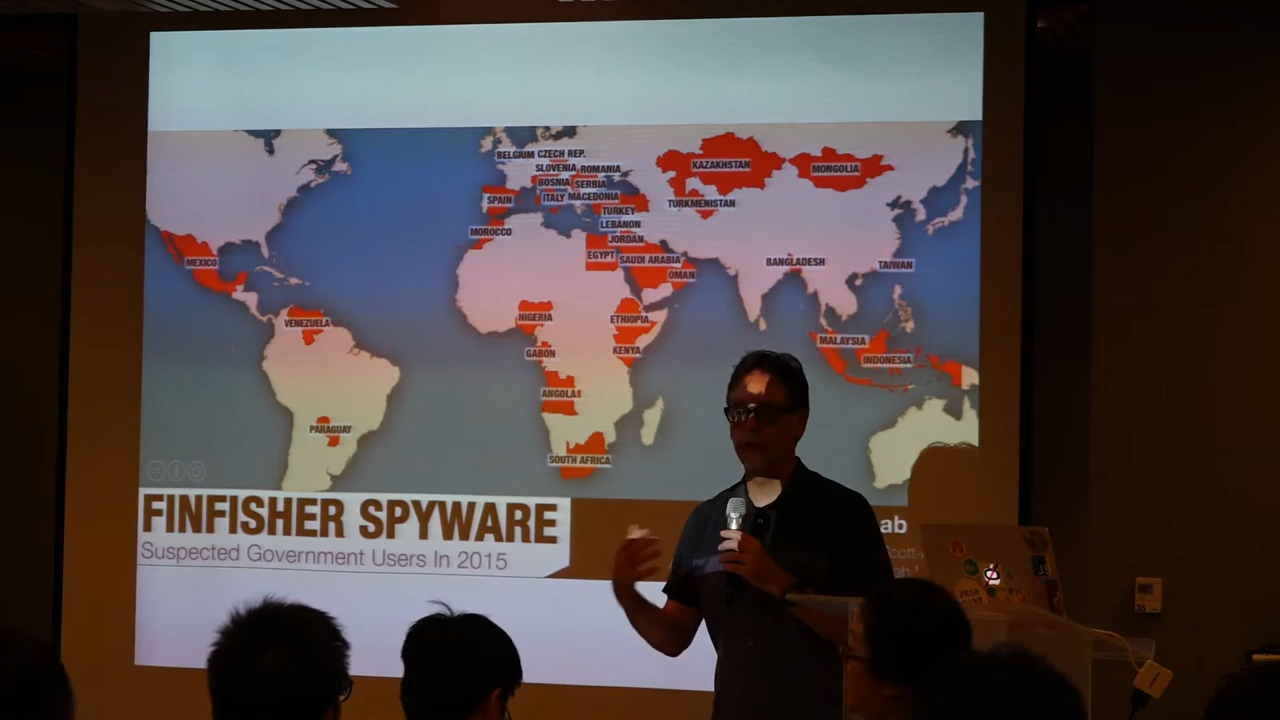 BELGIUM CZECH REP.
SLOVENIA ROMANIA
BOSNIA SERBIA
ITALY MACEDONIA
SPAIN
TURKEY
LEBANON
MOROCCO
JORDAN
EGYPT SAUDI ARABIA
OMAN
KAZAKHSTAN
MONGOLIA
TURKMENISTAN
BANGLADESH
TAIWAN
MEXICO
VENEZUELA
NIGERIA
ETHIOPIA
GABON
KENYA
MALAYSIA
INDONESIA
ANGOLA
PARAGUAY
SOUTH AFRICA
FINFISHER SPYWARE
Suspected Government Users In 2015